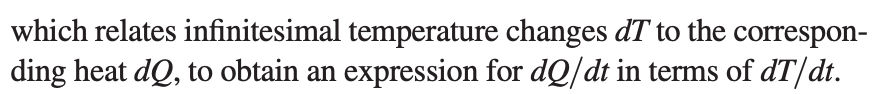 which relates infinitesimal temperature changes dT to the correspon-
ding heat dQ, to obtain an expression for dQ/dt in terms of dT/dt.